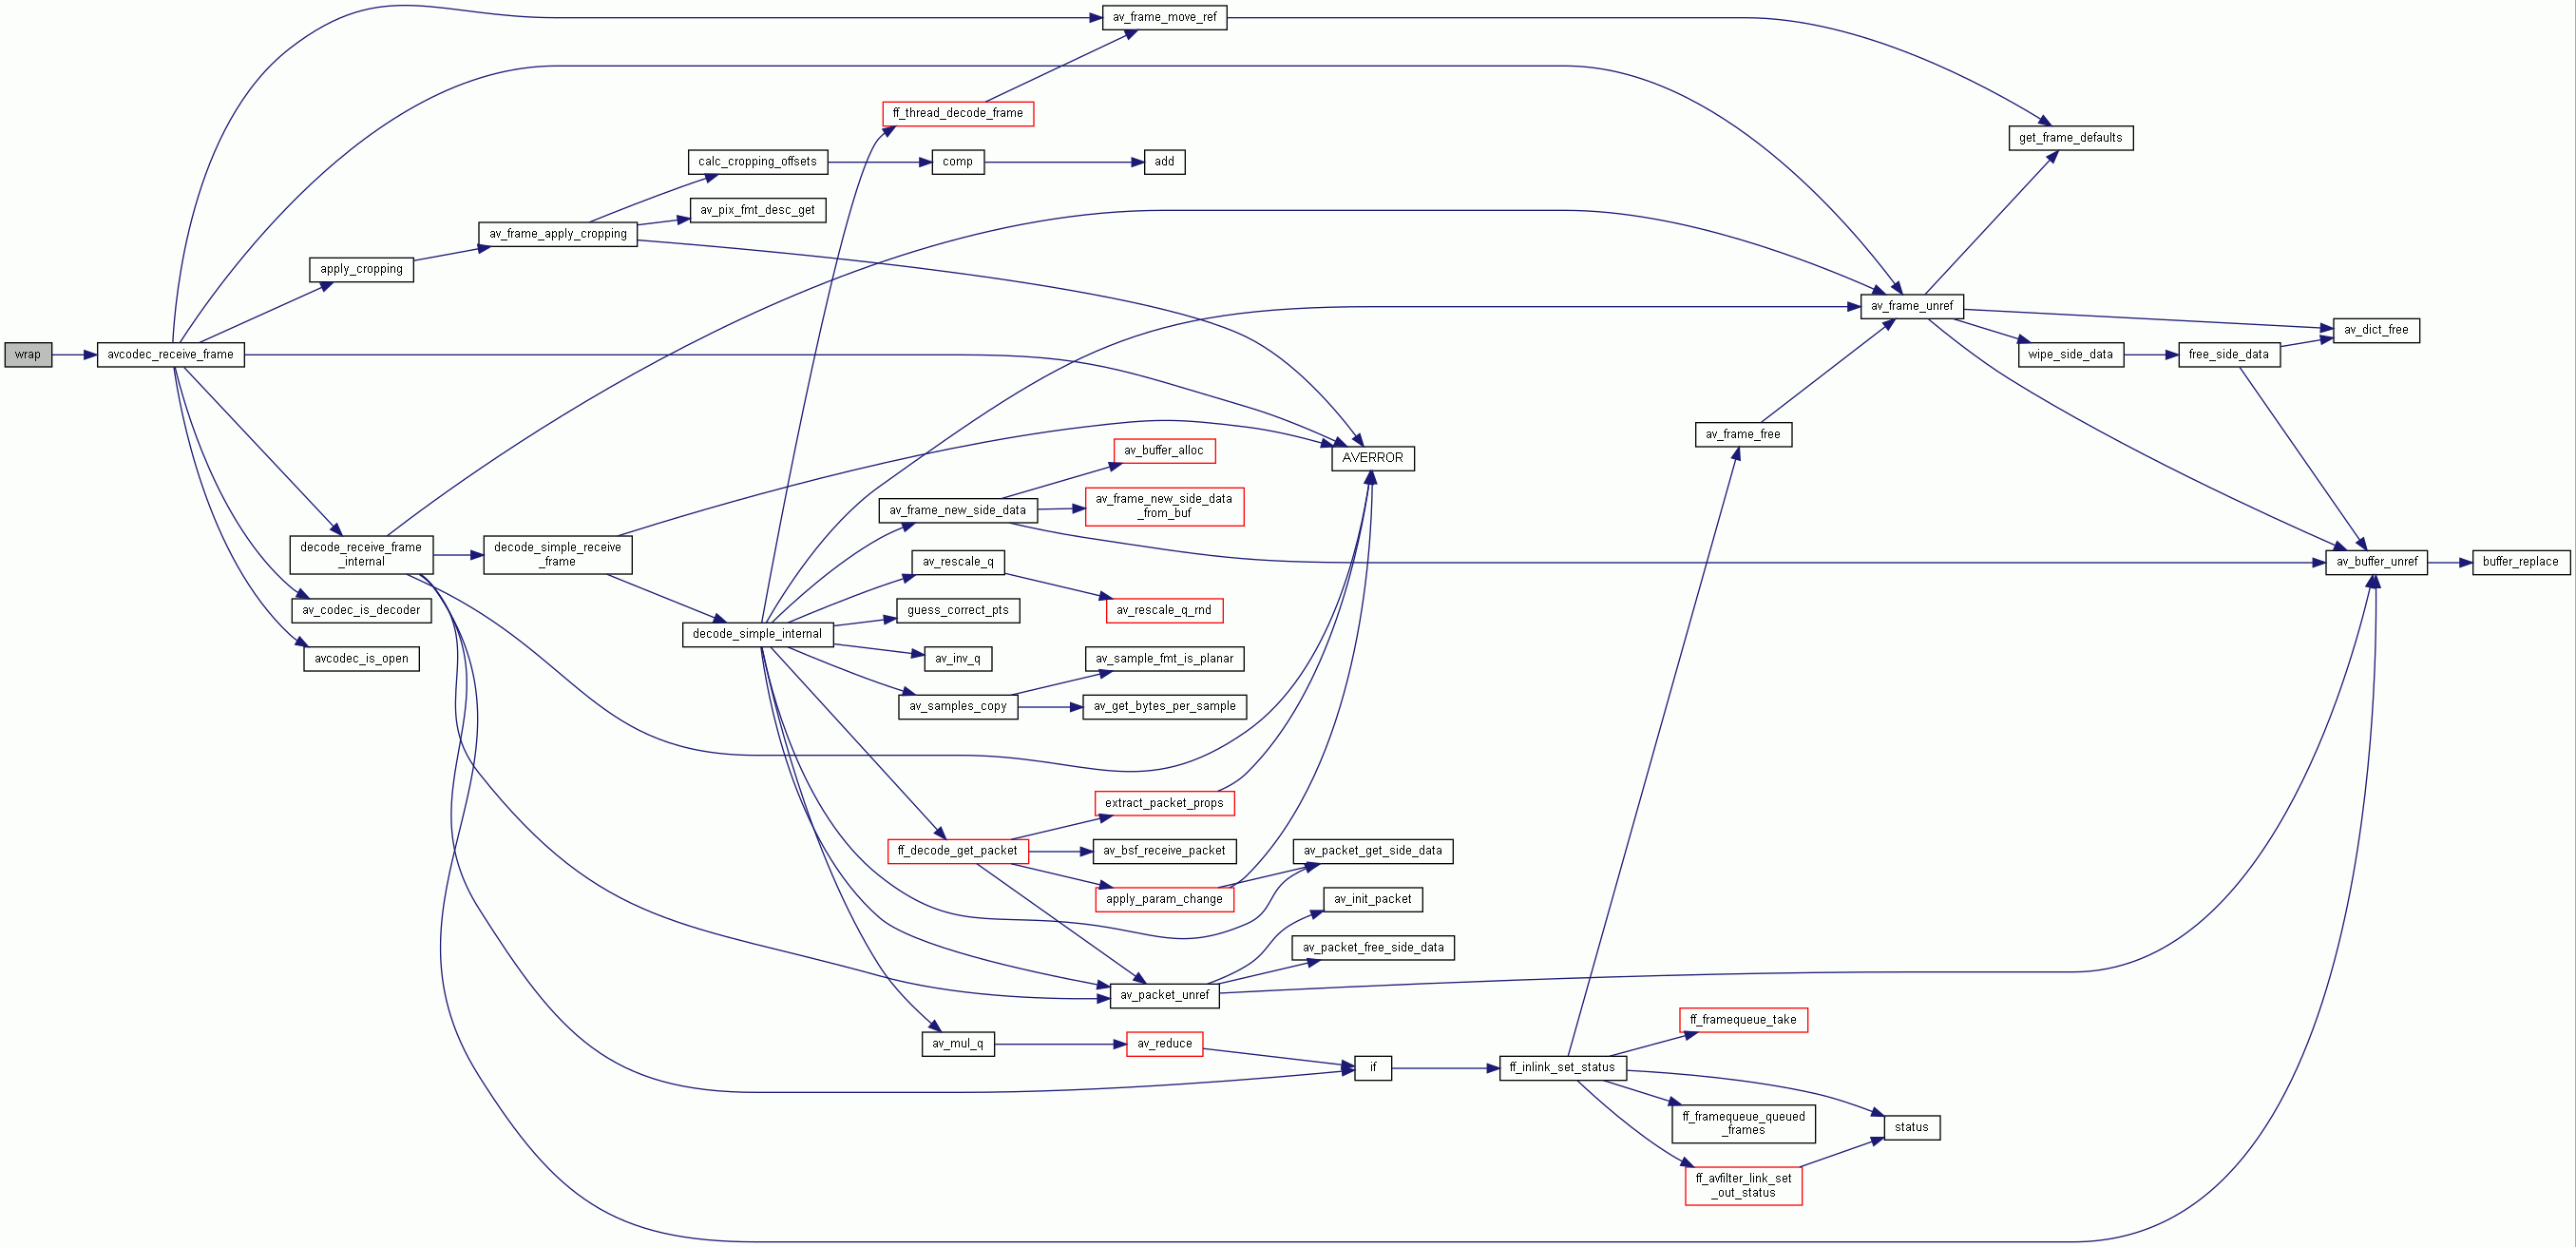 av_frame_move_ref
ff_thread_decode_frame
get_frame_defaults
calc_cropping_offsets
comp
add
av_pix_fmt_desc_get
av_frame_apply_cropping
apply_cropping
av_frame_unref
av_dict_free
wrap
avcodec_receive_frame
wipe_side_data
free_side_data
av_frame_free
av_buffer_alloc
AVERROR
av_frame_new_side_data
_from_buf
av_frame_new_side_data
decode_receive_frame
_internal
decode_simple_receive
_frame
av_rescale_q
av_buffer_unref
buffer_replace
av_codec_is_decoder
guess_correct_pts
av_rescale_q_rnd
decode_simple_internal
avcodec_is_open
av_inv_q
av_sample_fmt_is_planar
av_samples_copy
av_get_bytes_per_sample
extract_packet_props
ff_decode_get_packet
av_bsf_receive_packet
av_packet_get_side_data
apply_param_change
av_init_packet
av_packet_free_side_data
av_packet_unref
ff_framequeue_take
av_mul_q
av_reduce
if
ff_inlink_set_status
ff_framequeue_queued
_frames
status
ff_avfilter_link_set
_out_status